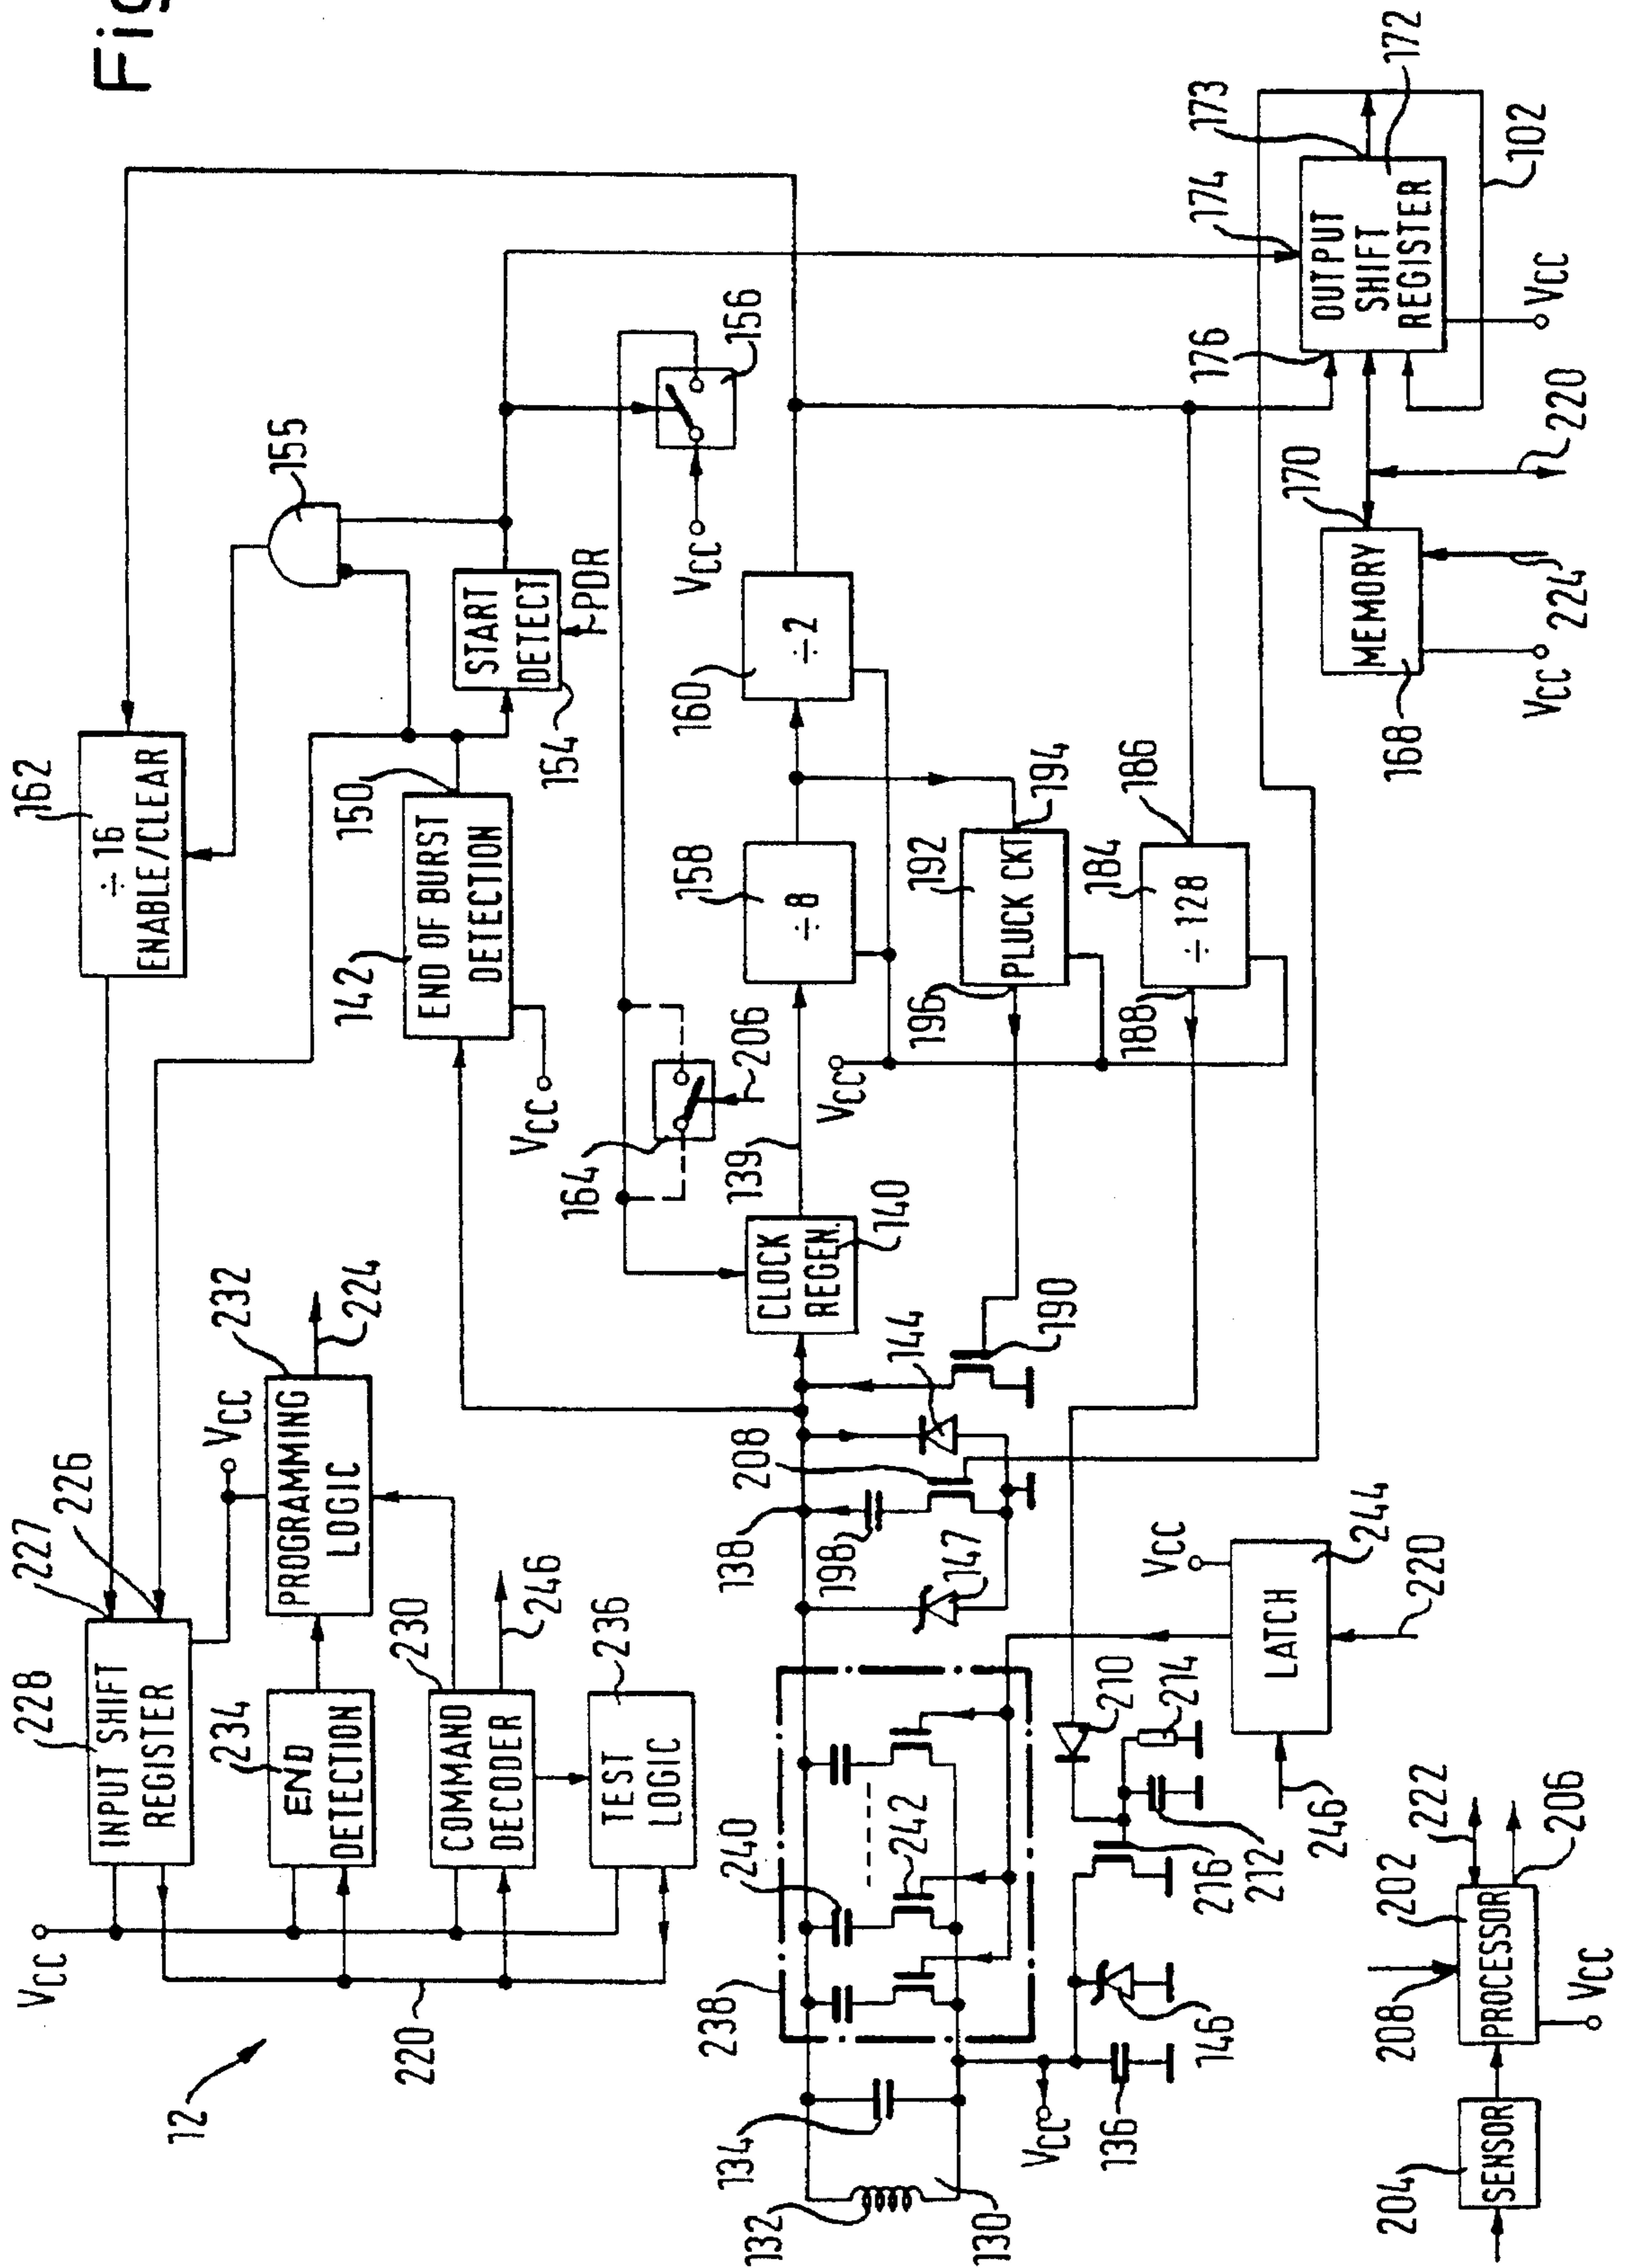 Fig
12
VCC
228
227
226
INPUT SHIFT
REGISTER
VCC
232
234
END
DETECTION
PROGRAMMING
LOGIC
224
230
COMMAND
DECODER
246
236
TEST
LOGIC
220
162
÷ 16
ENABLE/CLEAR
142
END OF BURST
DETECTION
150
VCC
155
START
DETECT
154
PDR
156
VCC
164
206
139
CLOCK
REGEN.
140
158
÷8
160
÷2
VCC
192
PLUCK CKT
194
196
184
÷128
186
188
190
144
208
138
198
147
238
240
242
134
132
130
VCC
136
146
216
212
210
214
LATCH
244
VCC
220
246
204
SENSOR
208
PROCESSOR
202
222
206
VCC
168
MEMORY
170
VCC
224
220
176
174
173
172
OUTPUT
SHIFT
REGISTER
VCC
102